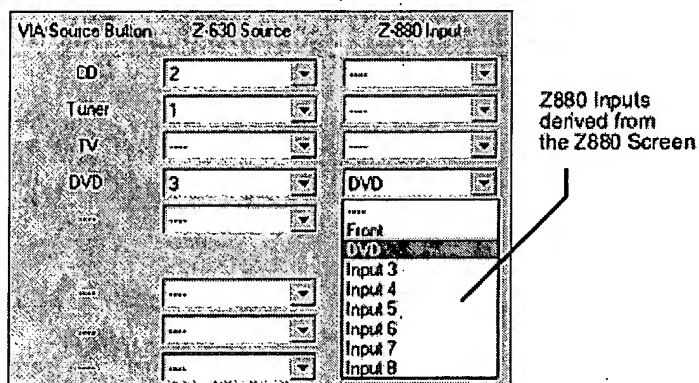 VIA Source Button Z-630 Source Z-880 Input
CD 2 ----
Tuner 1 ----
TV ---- ----
DVD 3 DVD
---- ----
----
Front
DVD
Input 3
Input 4
Input 5
Input 6
Input 7
Input 8
---- ----
---- ----
---- ----
Z880 Inputs
derived from
the Z880 Screen